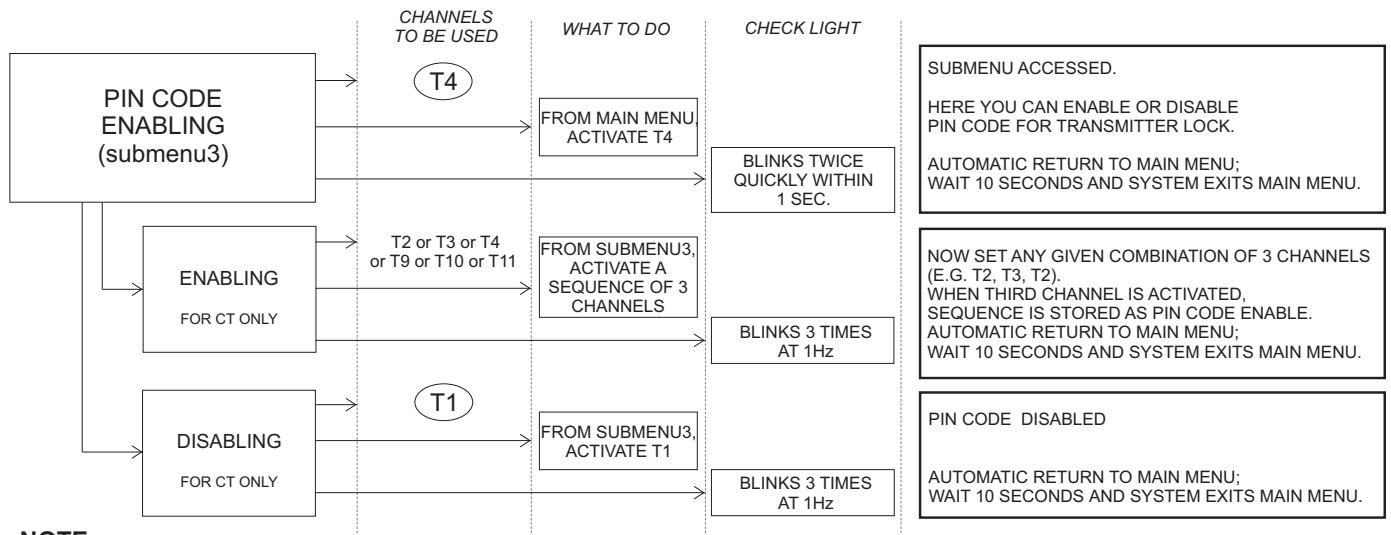 CHANNELS
TO BE USED
WHAT TO DO
CHECK LIGHT
PIN CODE
ENABLING
(submenu3)
T4
FROM MAIN MENU,
ACTIVATE T4
BLINKS TWICE
QUICKLY WITHIN
1 SEC.
SUBMENU ACCESSED.
HERE YOU CAN ENABLE OR DISABLE
PIN CODE FOR TRANSMITTER LOCK.
AUTOMATIC RETURN TO MAIN MENU;
WAIT 10 SECONDS AND SYSTEM EXITS MAIN MENU.
ENABLING
FOR CT ONLY
T2 or T3 or T4
or T9 or T10 or T11
FROM SUBMENU3,
ACTIVATE A
SEQUENCE OF 3
CHANNELS
BLINKS 3 TIMES
AT 1Hz
NOW SET ANY GIVEN COMBINATION OF 3 CHANNELS
(E.G. T2, T3, T2).
WHEN THIRD CHANNEL IS ACTIVATED,
SEQUENCE IS STORED AS PIN CODE ENABLE.
AUTOMATIC RETURN TO MAIN MENU;
WAIT 10 SECONDS AND SYSTEM EXITS MAIN MENU.
DISABLING
FOR CT ONLY
T1
FROM SUBMENU3,
ACTIVATE T1
BLINKS 3 TIMES
AT 1Hz
PIN CODE DISABLED
AUTOMATIC RETURN TO MAIN MENU;
WAIT 10 SECONDS AND SYSTEM EXITS MAIN MENU.
NOTE